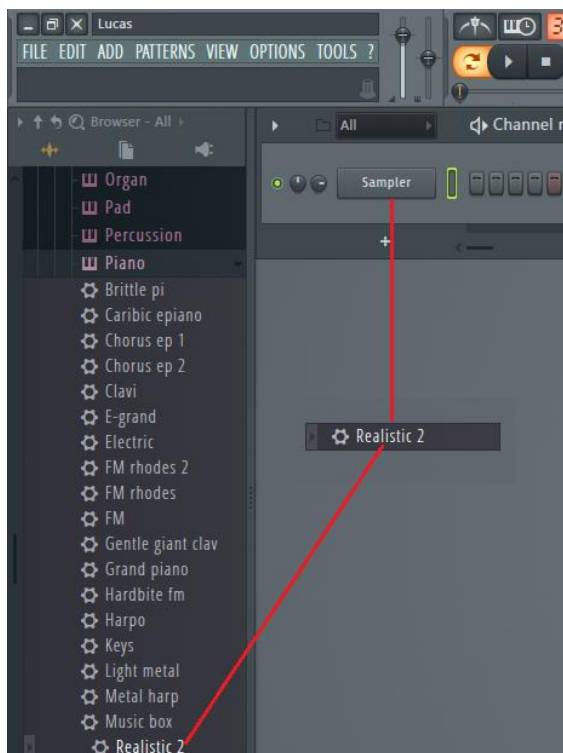 Lucas
FILE EDIT ADD PATTERNS VIEW OPTIONS TOOLS ?
3
Browser - All
All
Channel r
Organ
Pad
Percussion
Piano
Sampler
+
Brittle pi
Caribic epiano
Chorus ep 1
Chorus ep 2
Clavi
E-grand
Electric
FM rhodes 2
FM rhodes
FM
Gentle giant clav
Grand piano
Hardbite fm
Harpo
Keys
Light metal
Metal harp
Music box
Realistic 2
Realistic 2